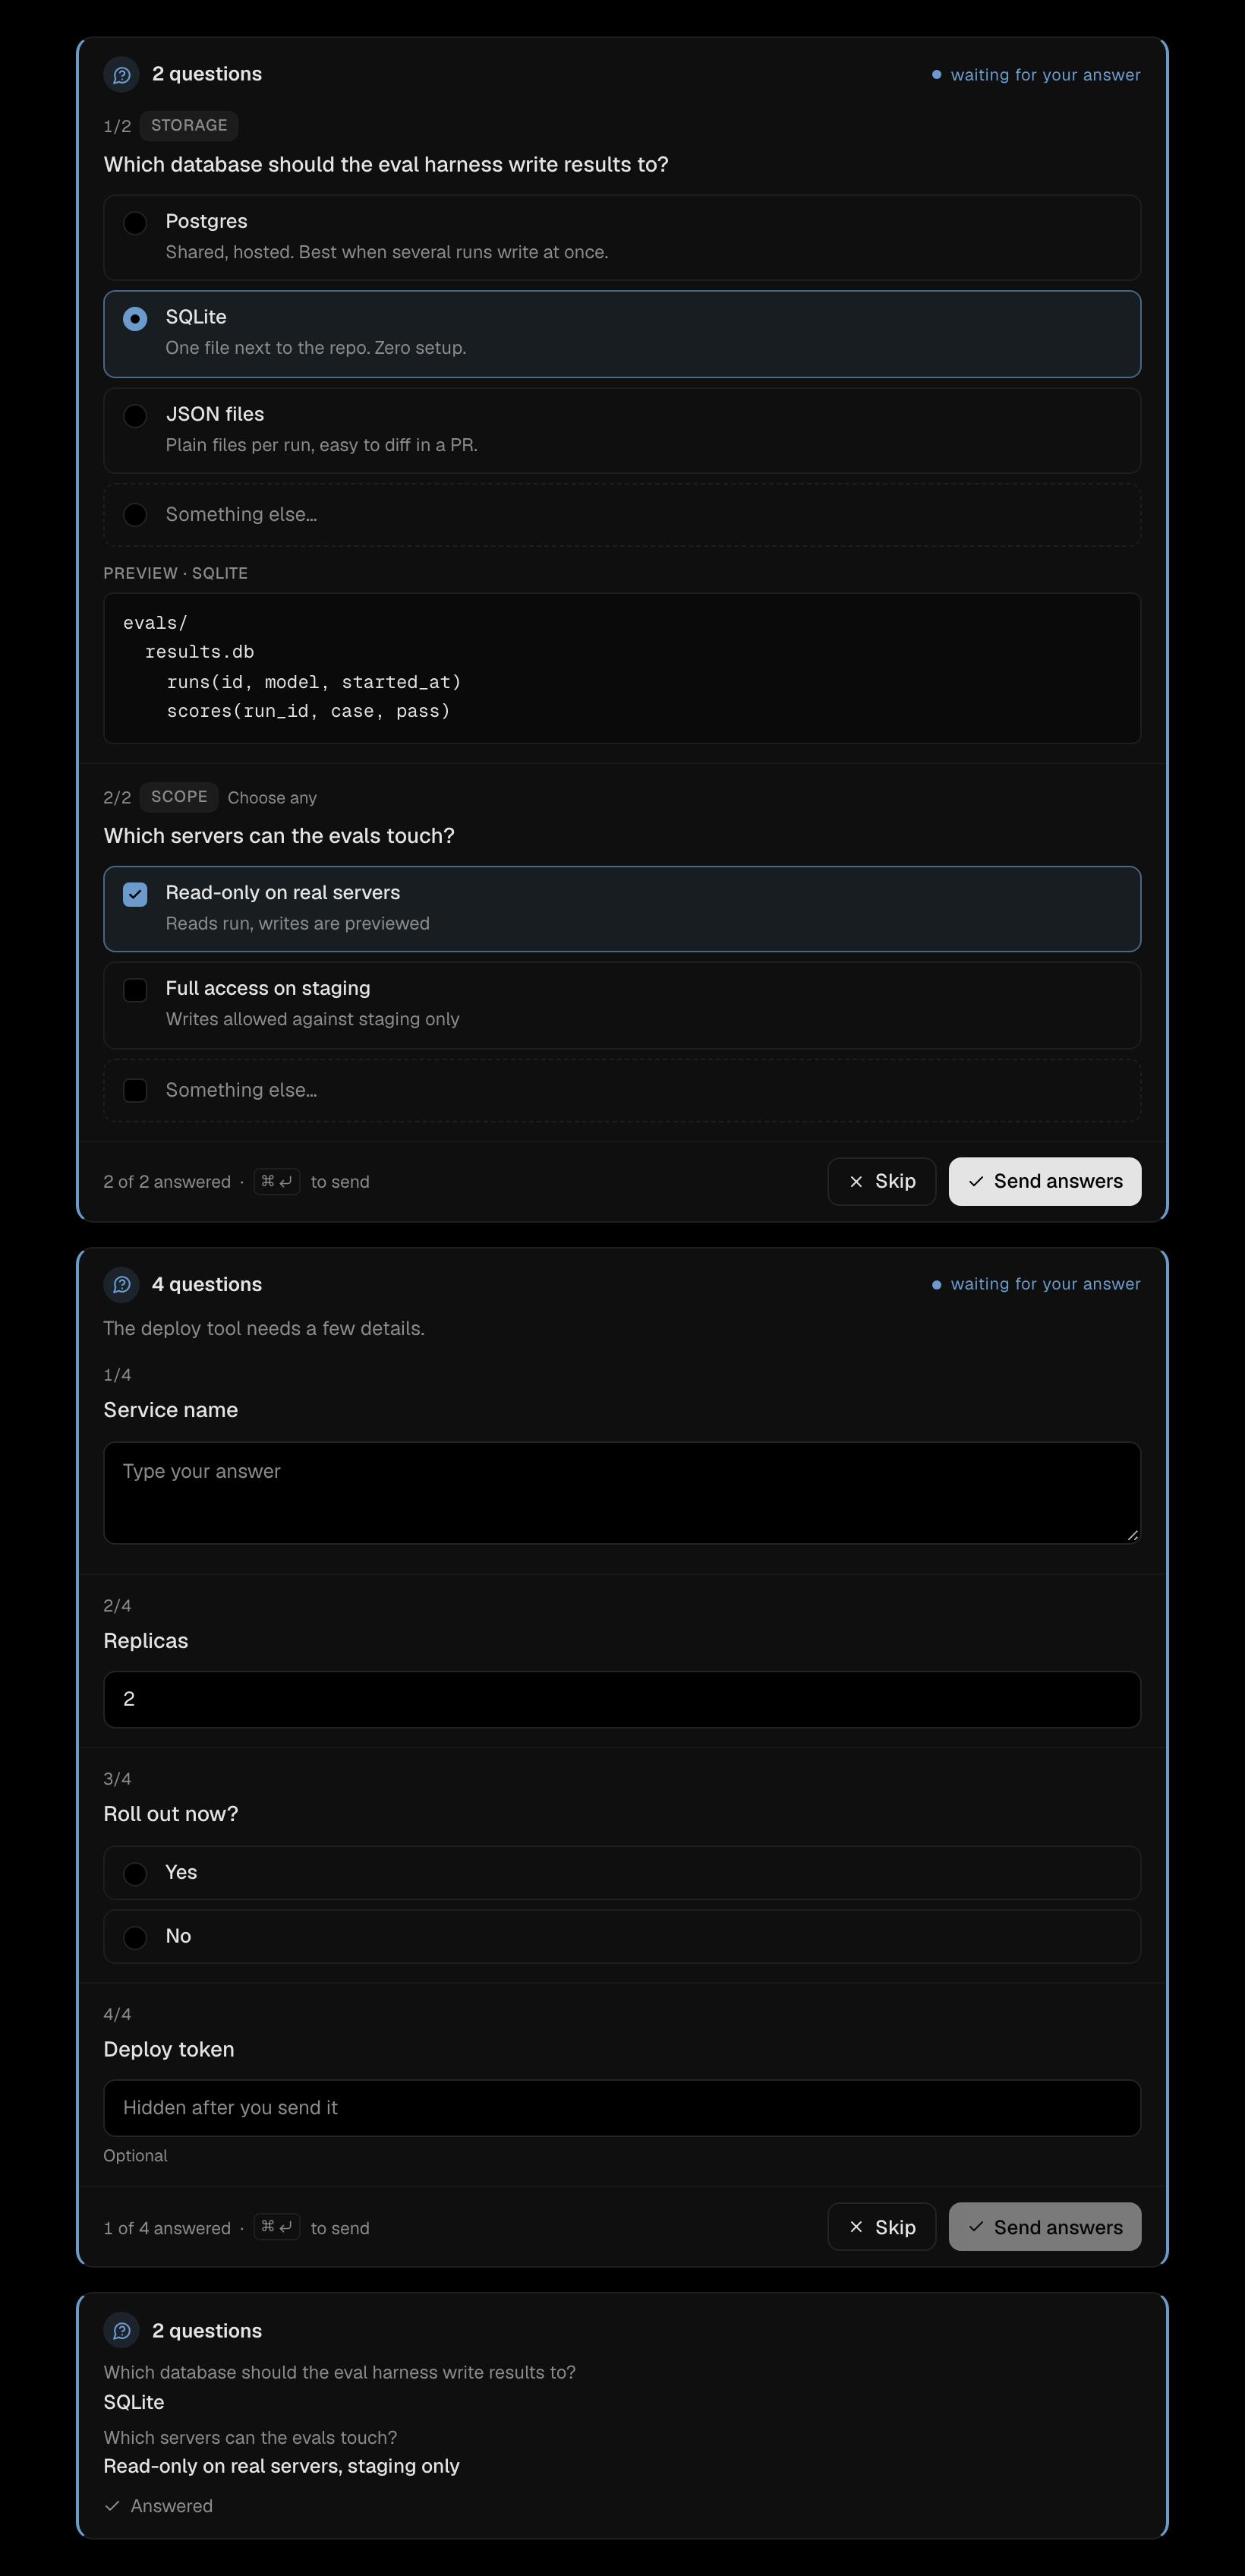 2 questions
waiting for your answer
1/2 STORAGE
Which database should the eval harness write results to?
Postgres
Shared, hosted. Best when several runs write at once.
SQLite
One file next to the repo. Zero setup.
JSON files
Plain files per run, easy to diff in a PR.
Something else…
PREVIEW · SQLITE
evals/
  results.db
    runs(id, model, started_at)
    scores(run_id, case, pass)
2/2 SCOPE Choose any
Which servers can the evals touch?
Read-only on real servers
Reads run, writes are previewed
Full access on staging
Writes allowed against staging only
Something else…
2 of 2 answered · ⌘ ↵ to send
Skip
Send answers
4 questions
waiting for your answer
The deploy tool needs a few details.
1/4
Service name
Type your answer
2/4
Replicas
2
3/4
Roll out now?
Yes
No
4/4
Deploy token
Hidden after you send it
Optional
1 of 4 answered · ⌘ ↵ to send
Skip
Send answers
2 questions
Which database should the eval harness write results to?
SQLite
Which servers can the evals touch?
Read-only on real servers, staging only
Answered